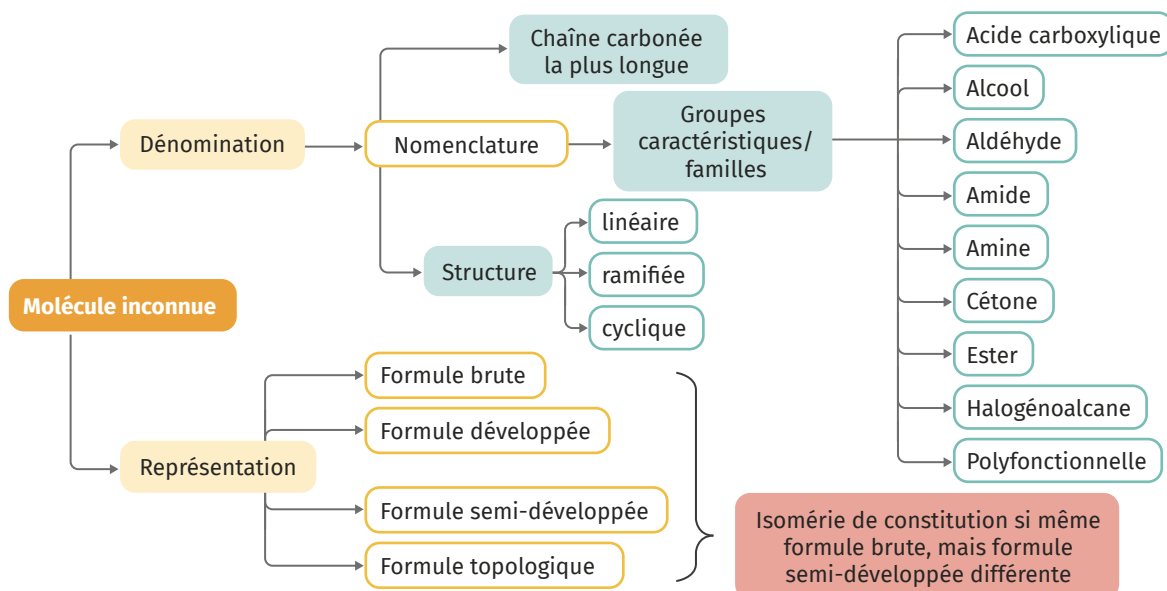 Molécule inconnue
Dénomination
Nomenclature
Chaîne carbonée
la plus longue
Groupes
caractéristiques/
familles
Acide carboxylique
Alcool
Aldéhyde
Amide
Amine
Cétone
Ester
Halogénoalcane
Polyfonctionnelle
Structure
linéaire
ramifiée
cyclique
Représentation
Formule brute
Formule développée
Formule semi-développée
Formule topologique
Isomérie de constitution si même
formule brute, mais formule
semi-développée différente